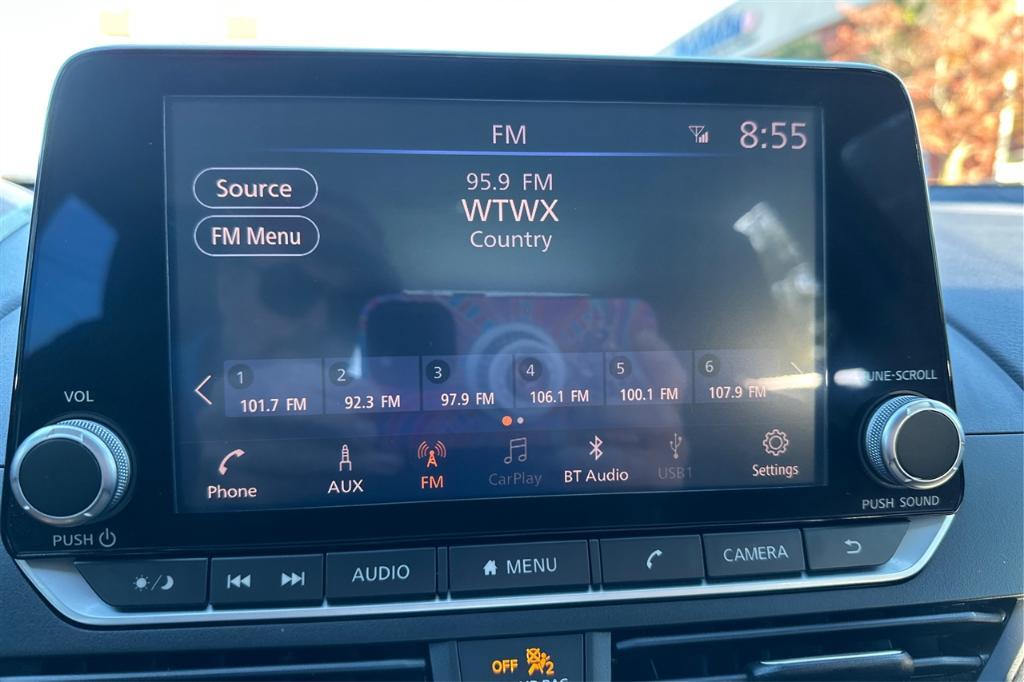 FM
8:55
Source
95.9 FM
WTWX
FM Menu
Country
1 2 3 4 5 6
101.7 FM 92.3 FM 97.9 FM 106.1 FM 100.1 FM 107.9 FM
Phone AUX FM CarPlay BT Audio USB1 Settings
VOL
TUNE-SCROLL
PUSH
PUSH SOUND
AUDIO MENU CAMERA
OFF 2